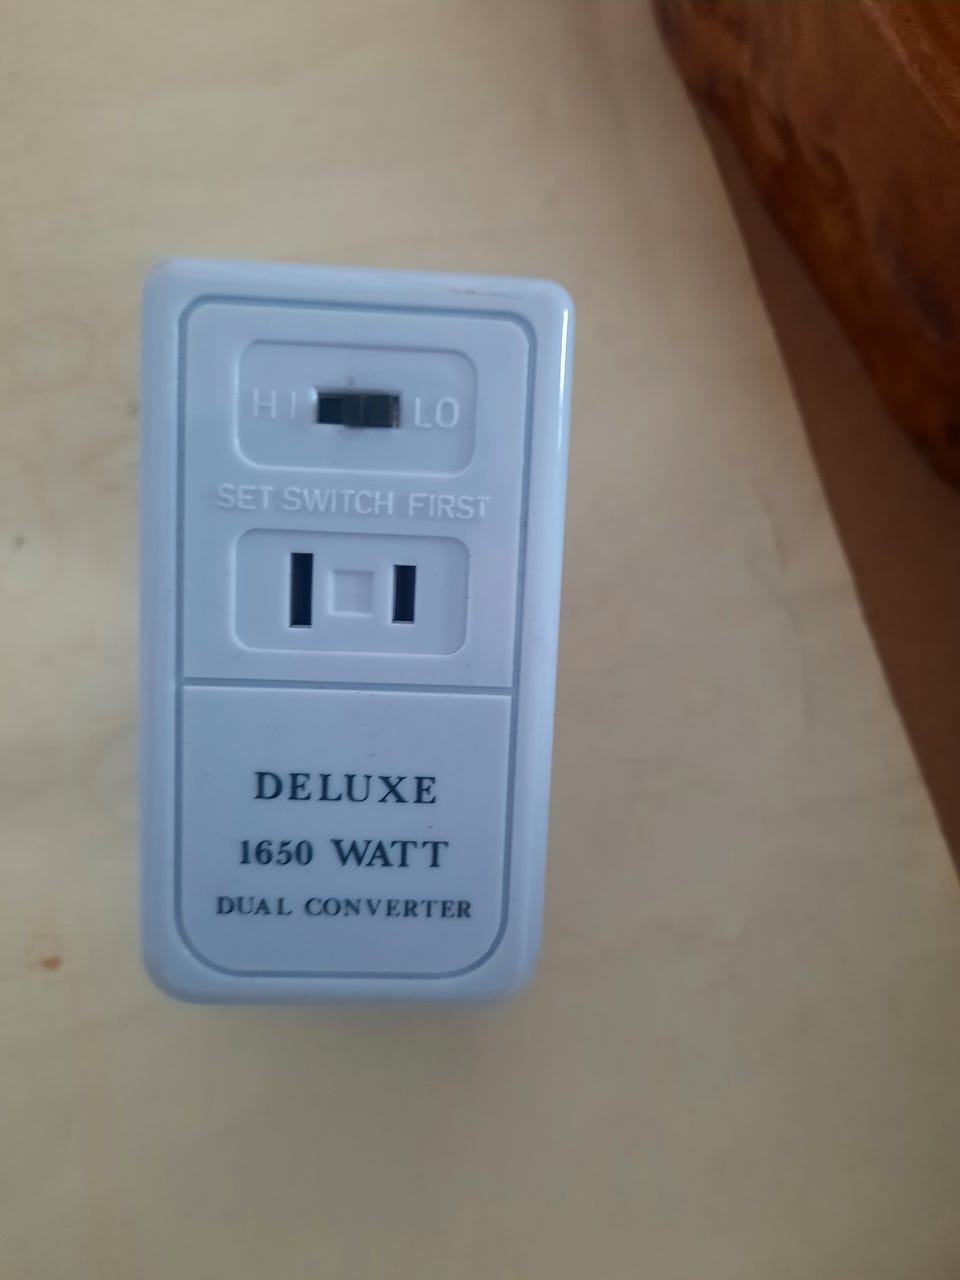 HI LO
SET SWITCH FIRST
DELUXE
1650 WATT
DUAL CONVERTER